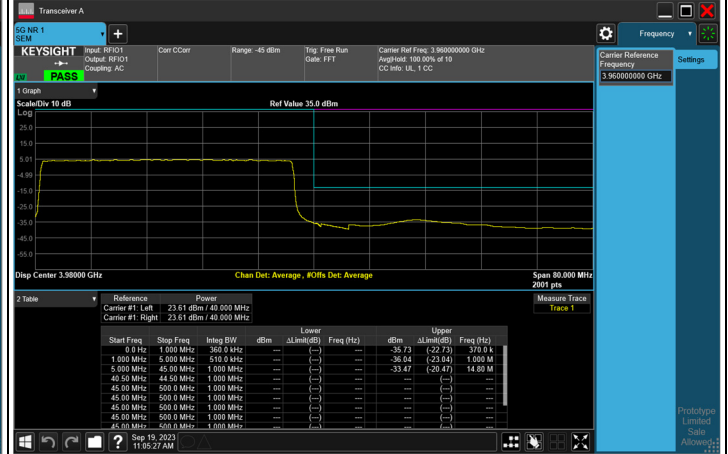 Transceiver A
5G NR 1
SEM
+
Frequency
KEYSIGHT Input: RFIO1 Corr CCorr Range: -45 dBm Trig: Free Run Carrier Ref Freq: 3.960000000 GHz
Output: RFIO1 Gate: FFT Avg|Hold: 100.00% of 10
Coupling: AC CC Info: UL, 1 CC
LV PASS
Carrier Reference
Frequency
3.960000000 GHz
Settings
1 Graph
Scale/Div 10 dB Ref Value 35.0 dBm
Log
25.0
15.0
5.01
-4.99
-15.0
-25.0
-35.0
-45.0
-55.0
Disp Center 3.98000 GHz Chan Det: Average, #Offs Det: Average Span 80.000 MHz
2001 pts
2 Table Reference Power Measure Trace
Carrier #1: Left 23.61 dBm / 40.000 MHz Trace 1
Carrier #1: Right 23.61 dBm / 40.000 MHz
Lower Upper
Start Freq Stop Freq Integ BW dBm ΔLimit(dB) Freq (Hz) dBm ΔLimit(dB) Freq (Hz)
0.0 Hz 1.000 MHz 360.0 kHz --- (---) --- -35.73 (-22.73) 370.0 k
1.000 MHz 5.000 MHz 510.0 kHz --- (---) --- -36.04 (-23.04) 1.000 M
5.000 MHz 45.00 MHz 1.000 MHz --- (---) --- -33.47 (-20.47) 14.80 M
40.50 MHz 44.50 MHz 1.000 MHz --- (---) --- --- (---) ---
45.00 MHz 500.0 MHz 1.000 MHz --- (---) --- --- (---) ---
45.00 MHz 500.0 MHz 1.000 MHz --- (---) --- --- (---) ---
45.00 MHz 500.0 MHz 1.000 MHz --- (---) --- --- (---) ---
45.00 MHz 500.0 MHz 1.000 MHz --- (---) --- --- (---) ---
45.00 MHz 500.0 MHz 1.000 MHz --- (---) --- --- (---) ---
? Sep 19, 2023
11:05:27 AM
Prototype
Limited
Sale
Allowed